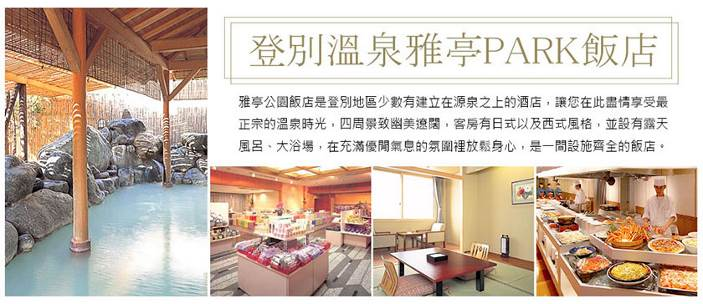 登別溫泉雅亭PARK飯店
雅亭公園飯店是登別地區少數有建立在源泉之上的酒店，讓您在此盡情享受最
正宗的溫泉時光，四周景致幽美遼闊，客房有日式以及西式風格，並設有露天
風呂、大浴場，在充滿優閒氣息的氛圍裡放鬆身心，是一間設施齊全的飯店。